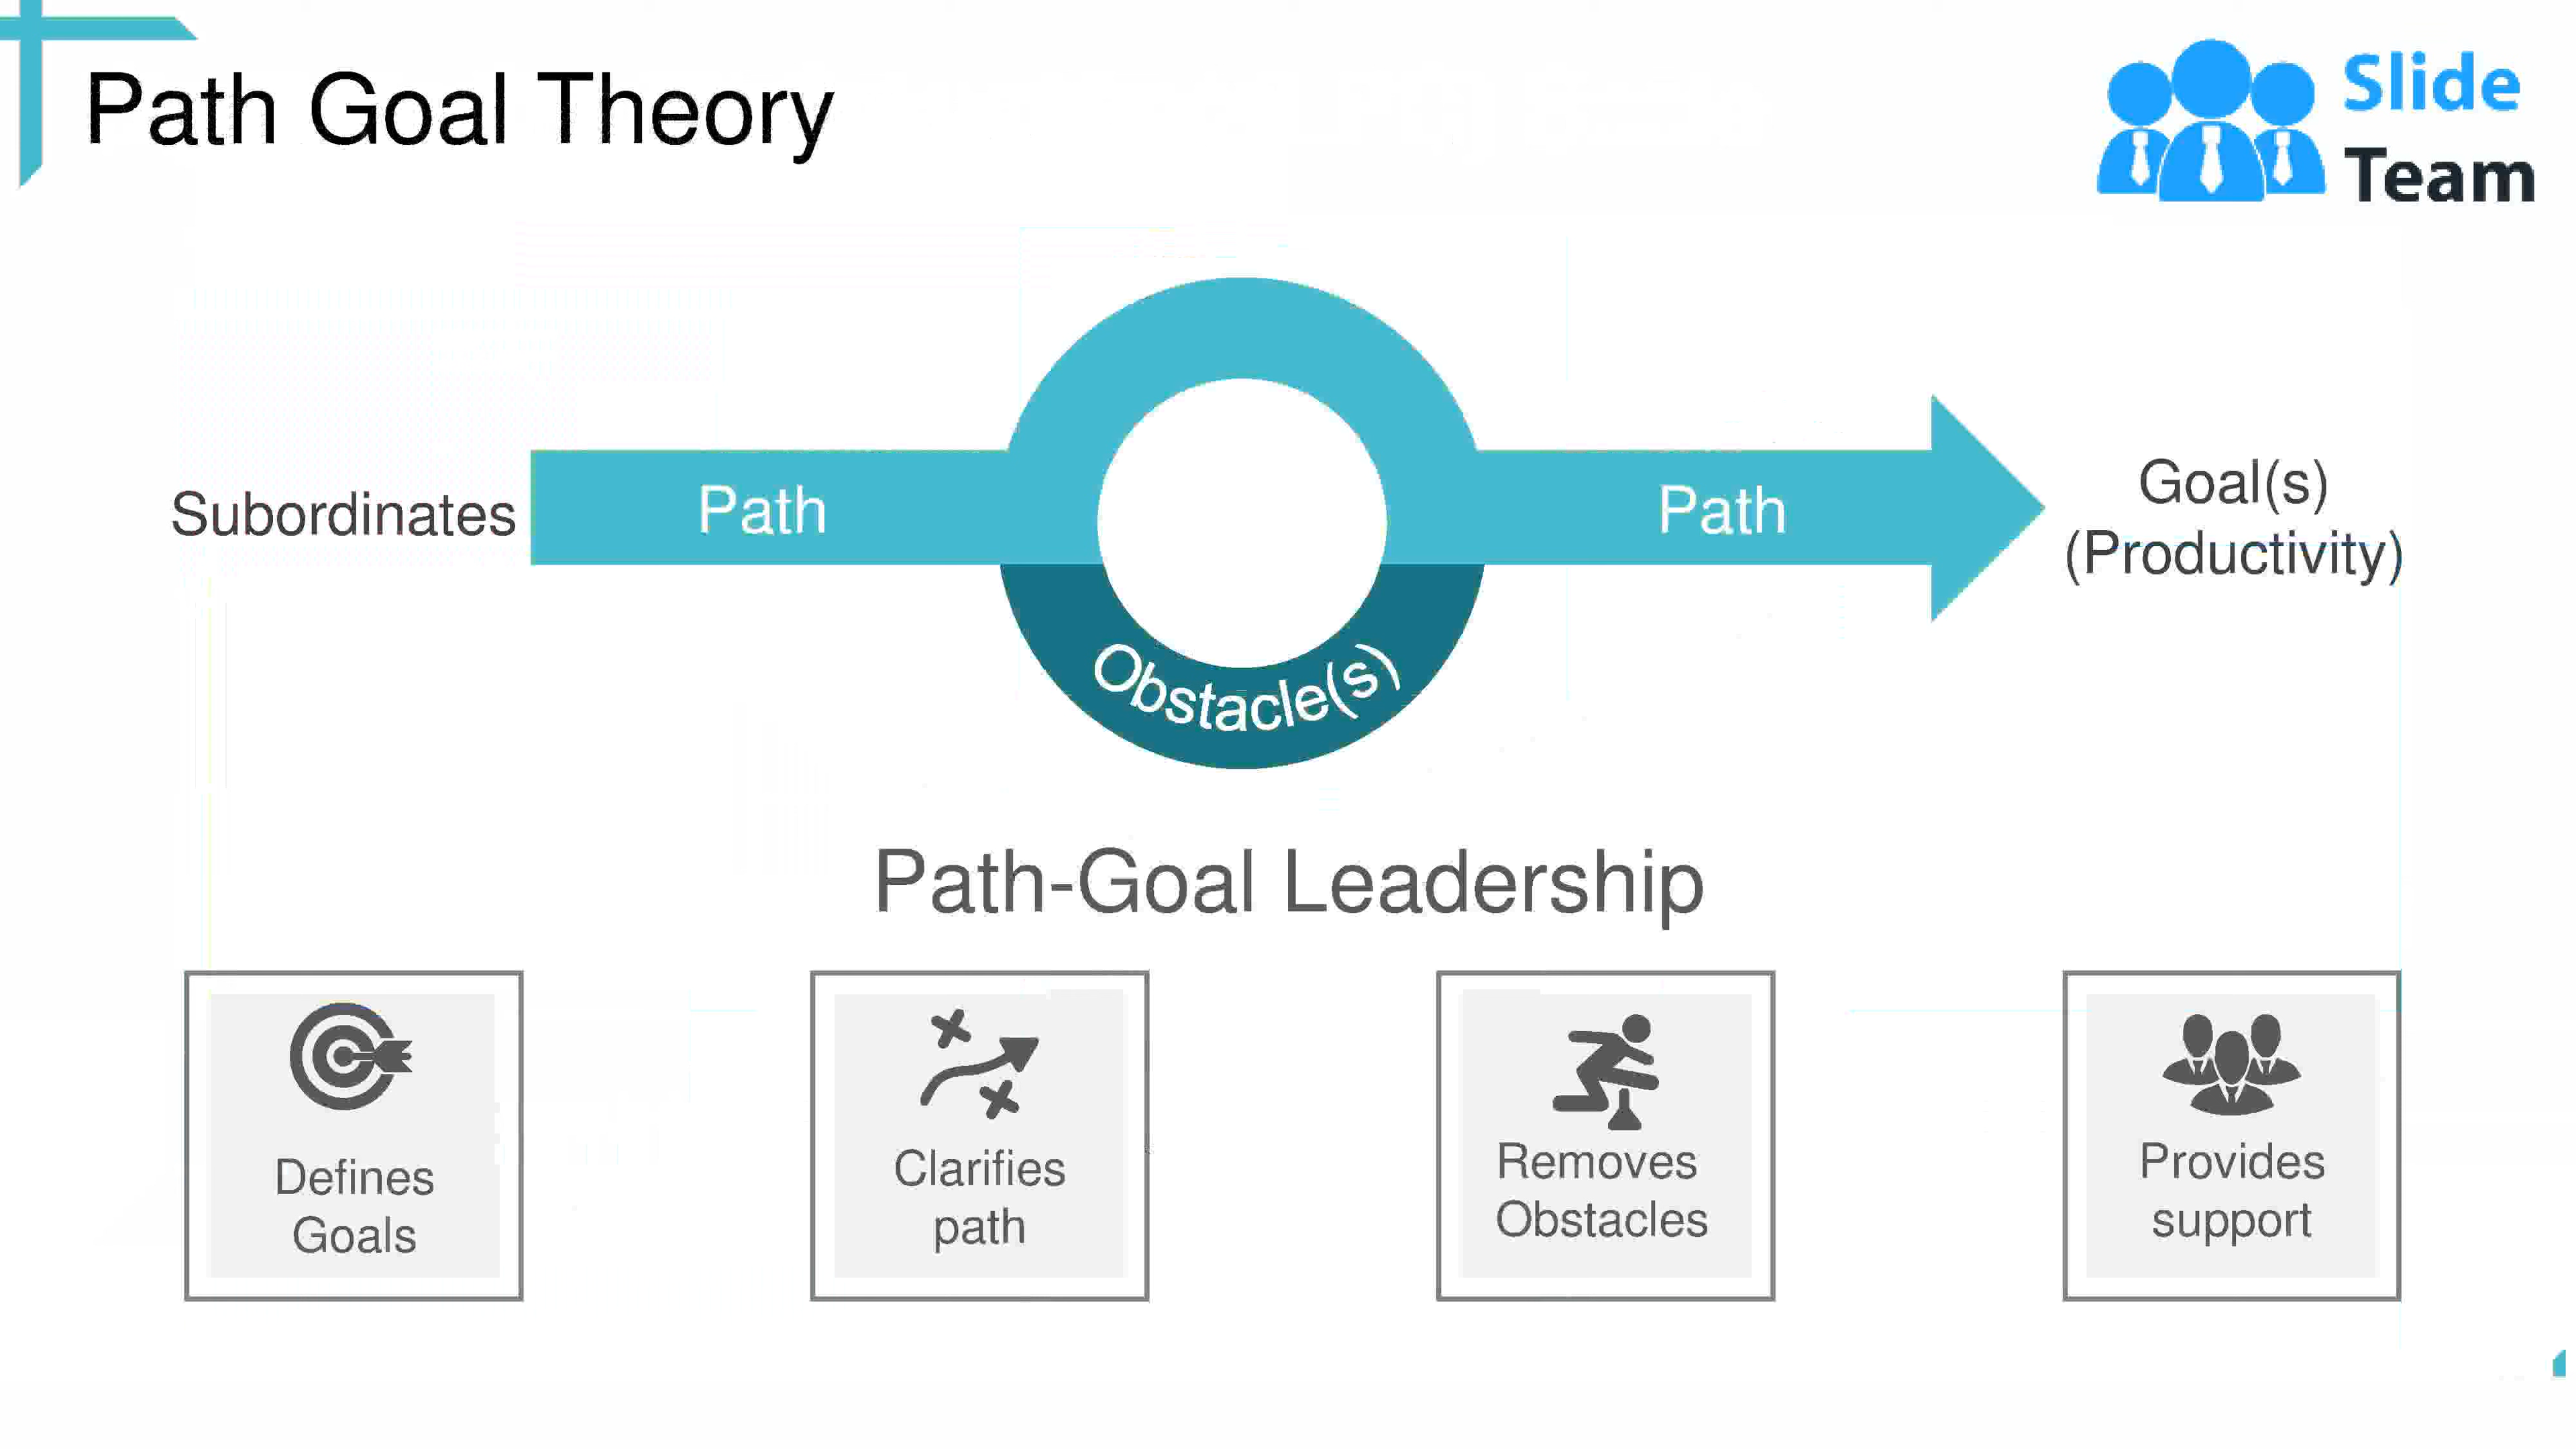 Path Goal Theory
Slide
Team
Subordinates
Path
Path
Goal(s)
(Productivity)
Obstacle(s)
Path-Goal Leadership
Defines
Goals
Clarifies
path
Removes
Obstacles
Provides
support